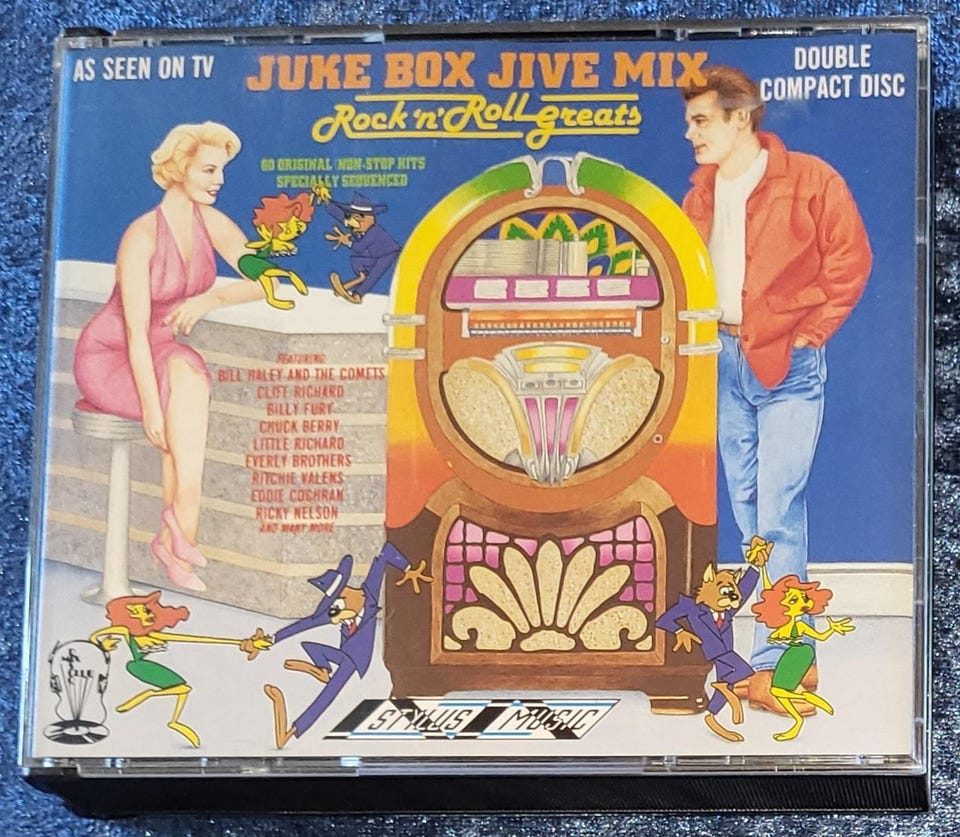 AS SEEN ON TV
JUKE BOX JIVE MIX
Rock 'n' Roll greats
DOUBLE
COMPACT DISC
60 ORIGINAL NON-STOP HITS
SPECIALLY SEQUENCED
FEATURING
BILL HALEY AND THE COMETS
CLIFF RICHARD
BILLY FURY
CHUCK BERRY
LITTLE RICHARD
EVERLY BROTHERS
RITCHIE VALENS
EDDIE COCHRAN
RICKY NELSON
AND MANY MORE
STYLUS MUSIC